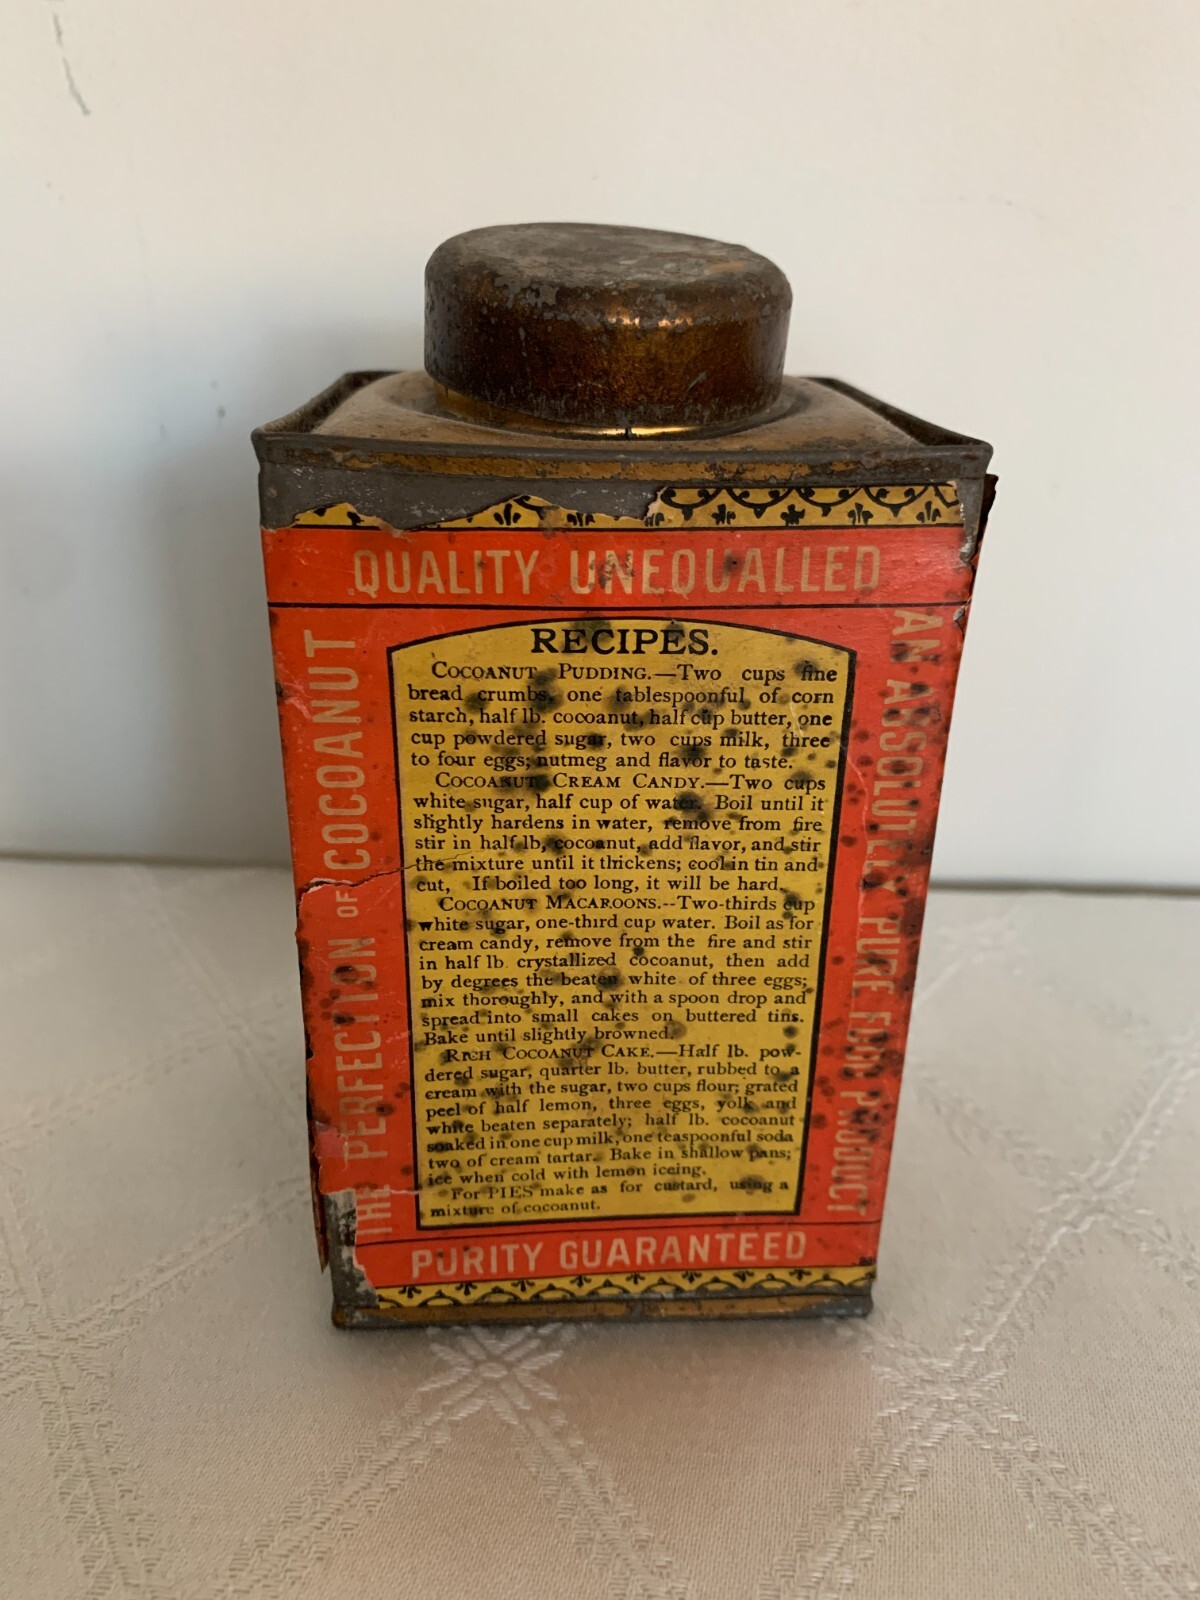 QUALITY UNEQUALLED
THE PERFECTION OF COCOANUT
AN ABSOLUTELY PURE FOOD PRODUCT
RECIPES.
COCOANUT PUDDING.—Two cups fine
bread crumbs, one tablespoonful of corn
starch, half lb. cocoanut, half cup butter, one
cup powdered sugar, two cups milk, three
to four eggs; nutmeg and flavor to taste.
COCOANUT CREAM CANDY.—Two cups
white sugar, half cup of water. Boil until it
slightly hardens in water, remove from fire
stir in half lb. cocoanut, add flavor, and stir
the mixture until it thickens; cool in tin and
cut, If boiled too long, it will be hard.
COCOANUT MACAROONS.--Two-thirds cup
white sugar, one-third cup water. Boil as for
cream candy, remove from the fire and stir
in half lb. crystallized cocoanut, then add
by degrees the beaten white of three eggs;
mix thoroughly, and with a spoon drop and
spread into small cakes on buttered tins.
Bake until slightly browned.
RICH COCOANUT CAKE.—Half lb. pow-
dered sugar, quarter lb. butter, rubbed to a
cream with the sugar, two cups flour; grated
peel of half lemon, three eggs, yolk and
white beaten separately; half lb. cocoanut
soaked in one cup milk, one teaspoonful soda
two of cream tartar. Bake in shallow pans;
ice when cold with lemon iceing.
For PIES make as for custard, using a
mixture of cocoanut.
PURITY GUARANTEED